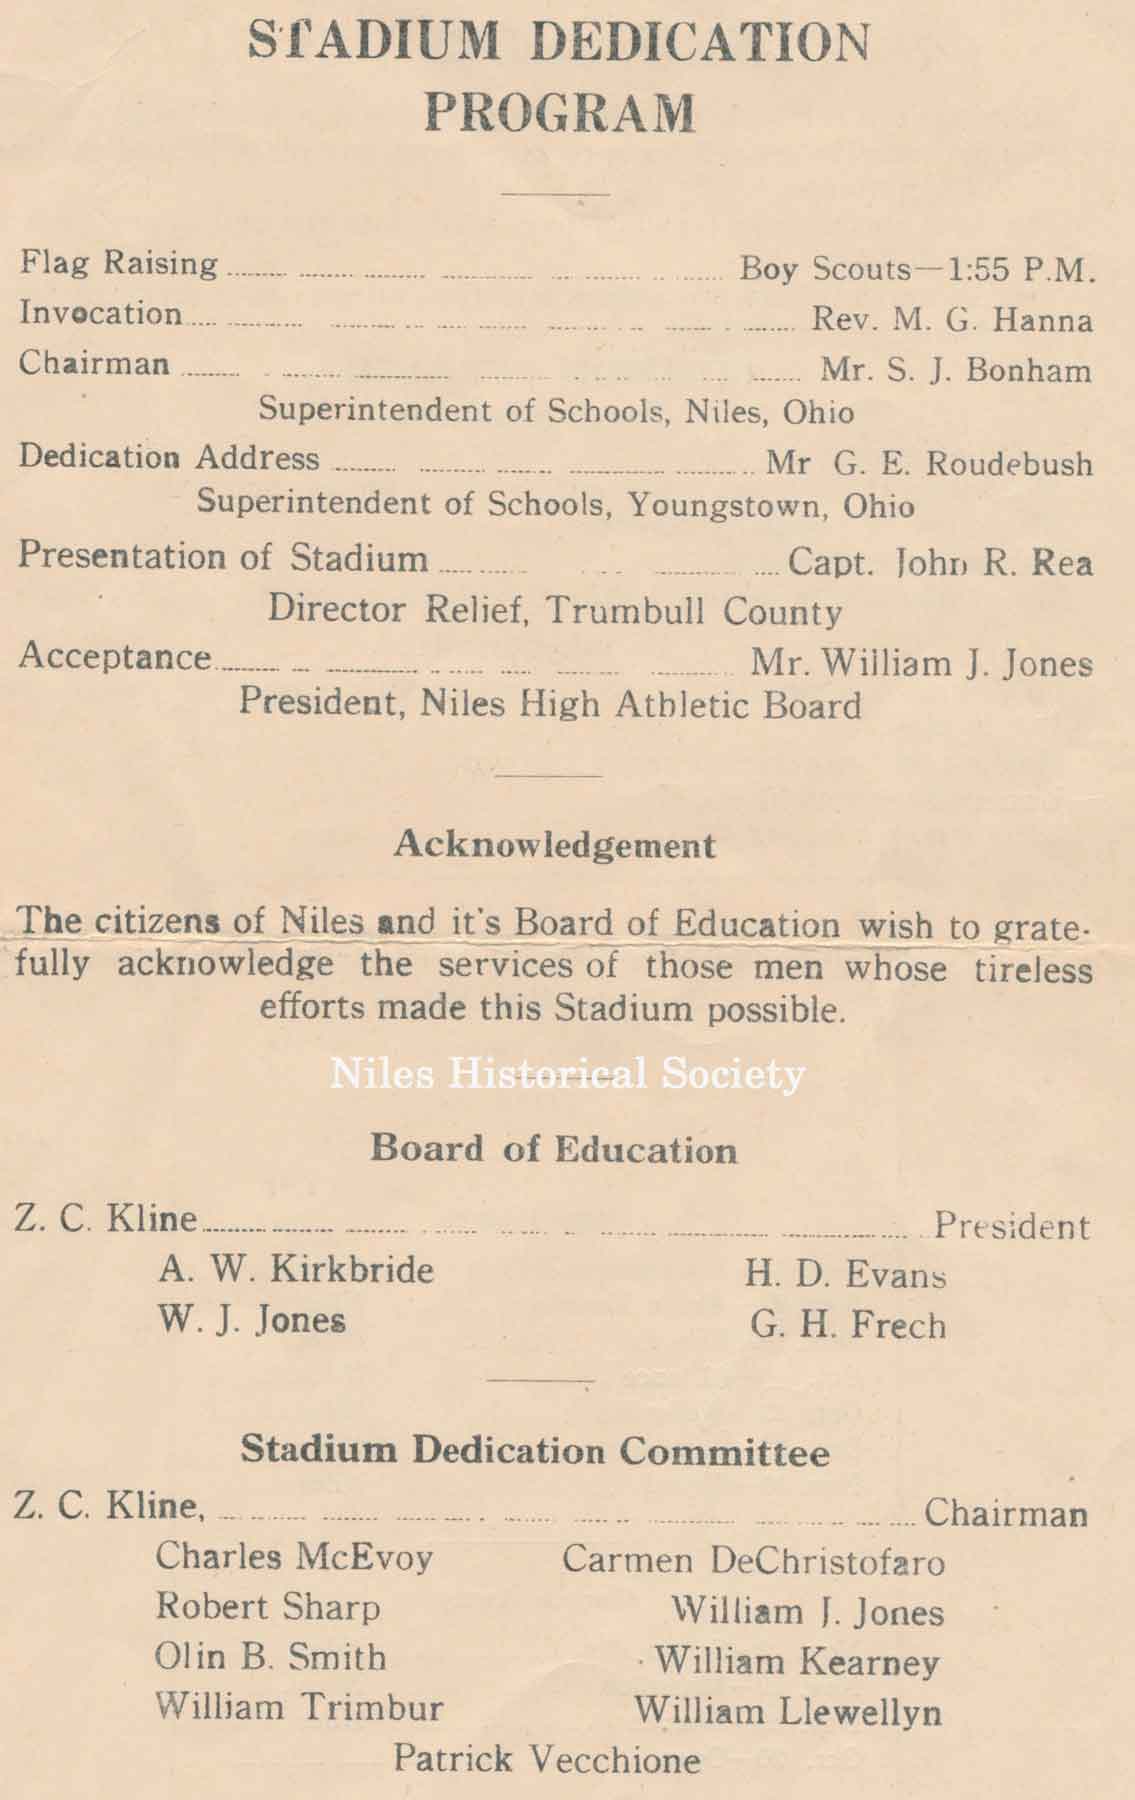 STADIUM DEDICATION
PROGRAM
Flag Raising ........ Boy Scouts—1:55 P.M.
Invocation ........ Rev. M. G. Hanna
Chairman ........ Mr. S. J. Bonham
Superintendent of Schools, Niles, Ohio
Dedication Address ........ Mr G. E. Roudebush
Superintendent of Schools, Youngstown, Ohio
Presentation of Stadium ........ Capt. John R. Rea
Director Relief, Trumbull County
Acceptance ........ Mr. William J. Jones
President, Niles High Athletic Board
Acknowledgement
The citizens of Niles and it's Board of Education wish to grate-
fully acknowledge the services of those men whose tireless
efforts made this Stadium possible.
Niles Historical Society
Board of Education
Z. C. Kline ........ President
A. W. Kirkbride H. D. Evans
W. J. Jones G. H. Frech
Stadium Dedication Committee
Z. C. Kline, ........ Chairman
Charles McEvoy Carmen DeChristofaro
Robert Sharp William J. Jones
Olin B. Smith William Kearney
William Trimbur William Llewellyn
Patrick Vecchione